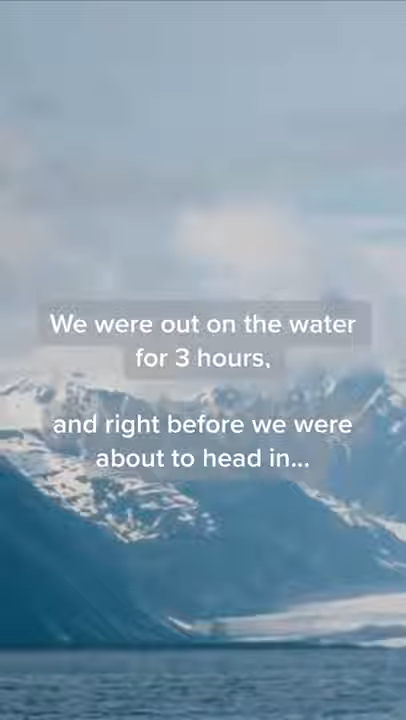 We were out on the water
for 3 hours,
and right before we were
about to head in...